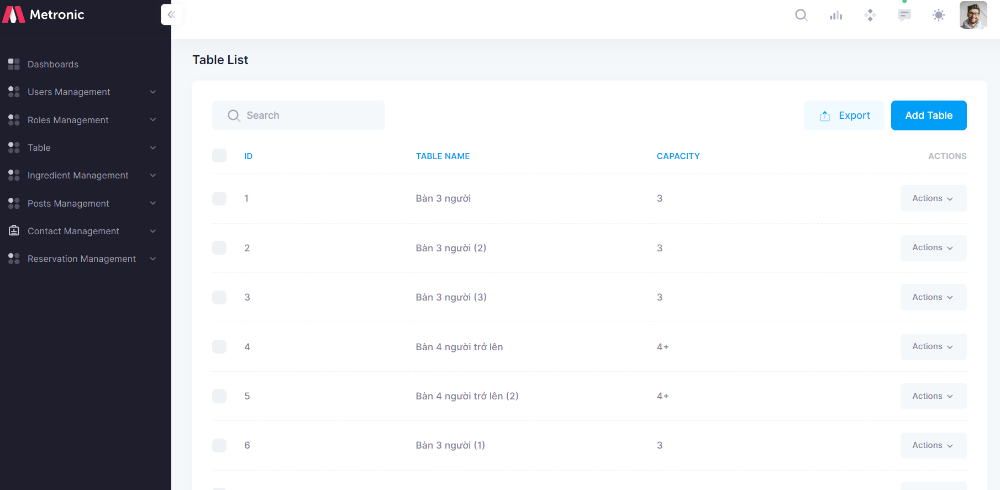 Metronic
Dashboards
Users Management
Roles Management
Table
Ingredient Management
Posts Management
Contact Management
Reservation Management
Table List
Search
Export
Add Table
ID TABLE NAME CAPACITY ACTIONS
1 Bàn 3 người 3 Actions
2 Bàn 3 người (2) 3 Actions
3 Bàn 3 người (3) 3 Actions
4 Bàn 4 người trở lên 4+ Actions
5 Bàn 4 người trở lên (2) 4+ Actions
6 Bàn 3 người (1) 3 Actions